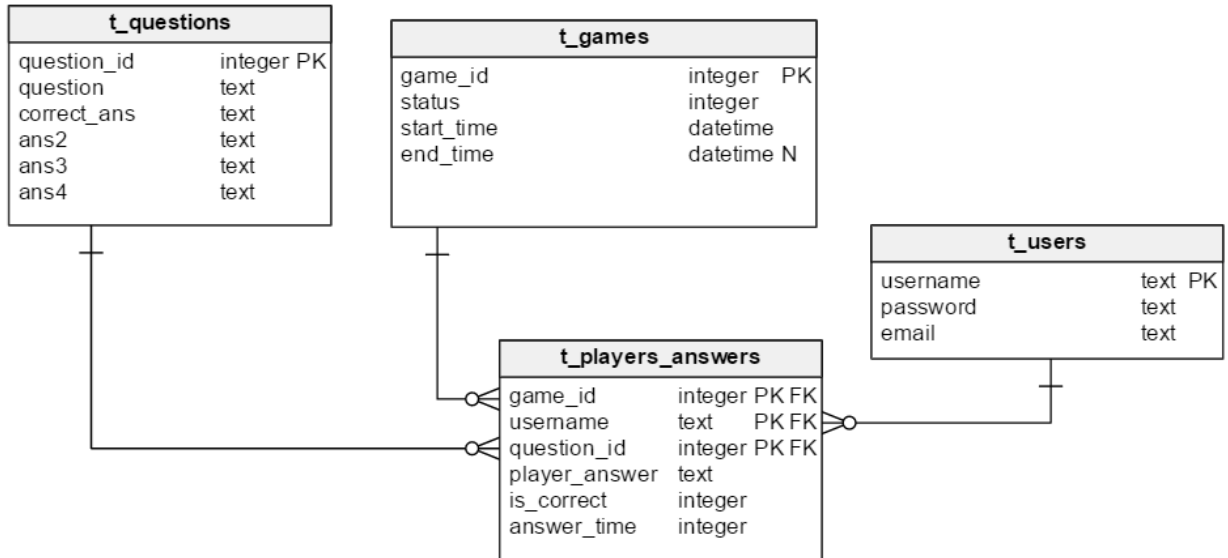 t_questions
question_id integer PK
question text
correct_ans text
ans2 text
ans3 text
ans4 text
t_games
game_id integer PK
status integer
start_time datetime
end_time datetime N
t_users
username text PK
password text
email text
t_players_answers
game_id integer PK FK
username text PK FK
question_id integer PK FK
player_answer text
is_correct integer
answer_time integer